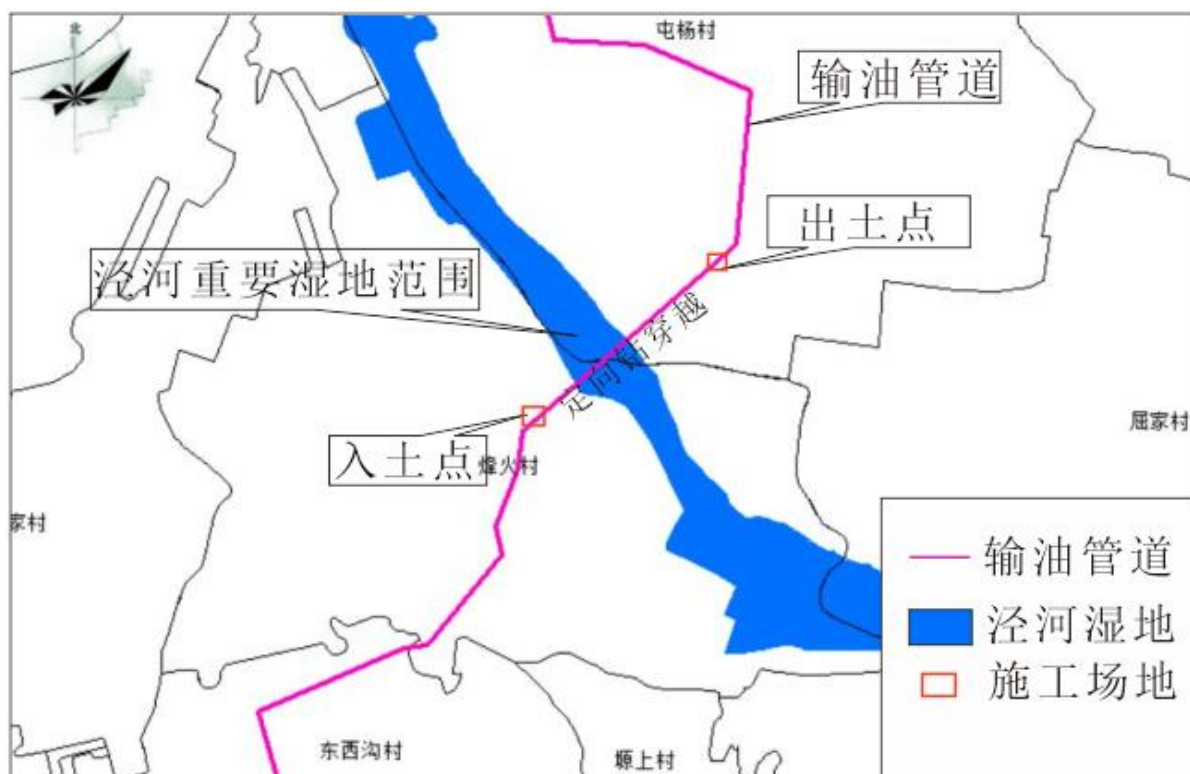 北
屯杨村
输油管道
出土点
泾河重要湿地范围
定向钻穿越
入土点
烽火村
屈家村
家村
输油管道
泾河湿地
施工场地
东西沟村
塬上村